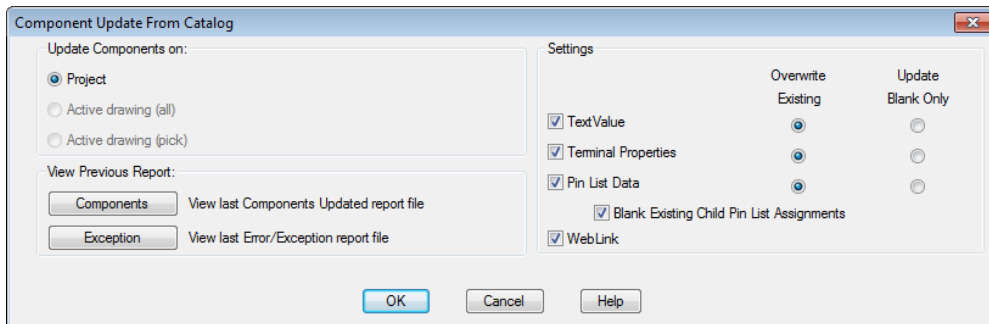 Component Update From Catalog
Update Components on:
Project
Active drawing (all)
Active drawing (pick)
View Previous Report:
Components View last Components Updated report file
Exception View last Error/Exception report file
Settings
Overwrite Update
Existing Blank Only
TextValue
Terminal Properties
Pin List Data
Blank Existing Child Pin List Assignments
WebLink
OK Cancel Help